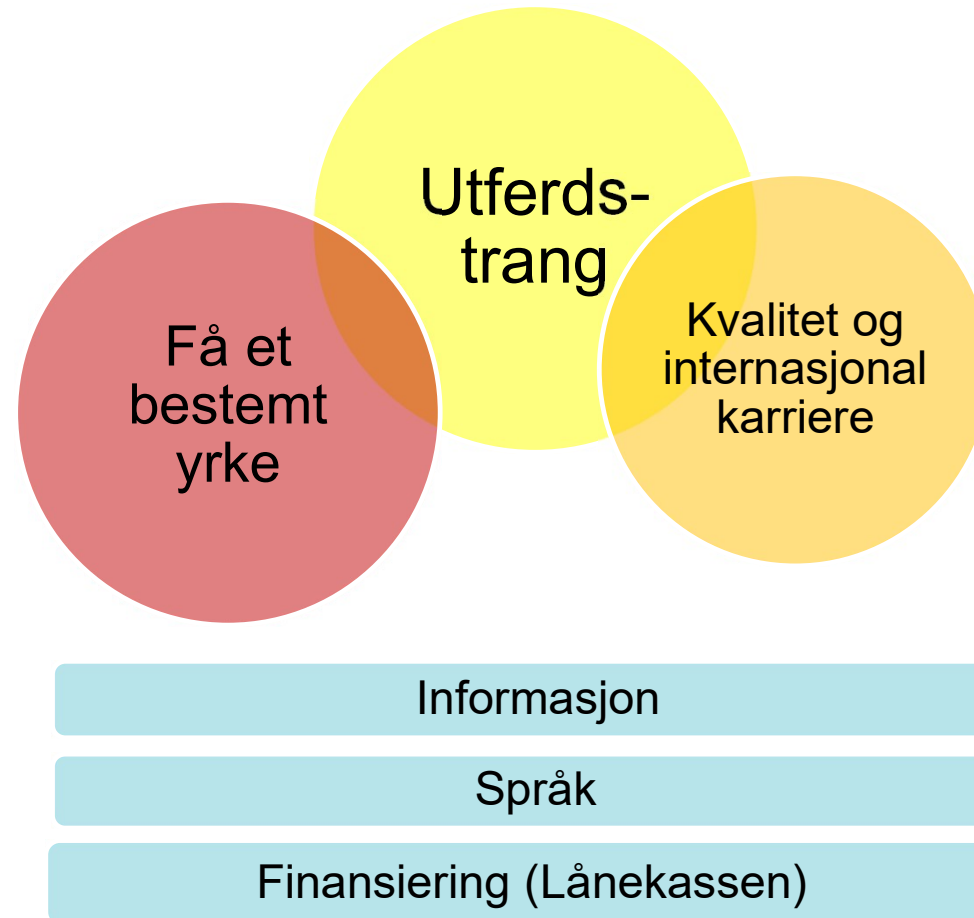 Utferds-
trang
Få et
bestemt
yrke
Kvalitet og
internasjonal
karriere
Informasjon
Språk
Finansiering (Lånekassen)